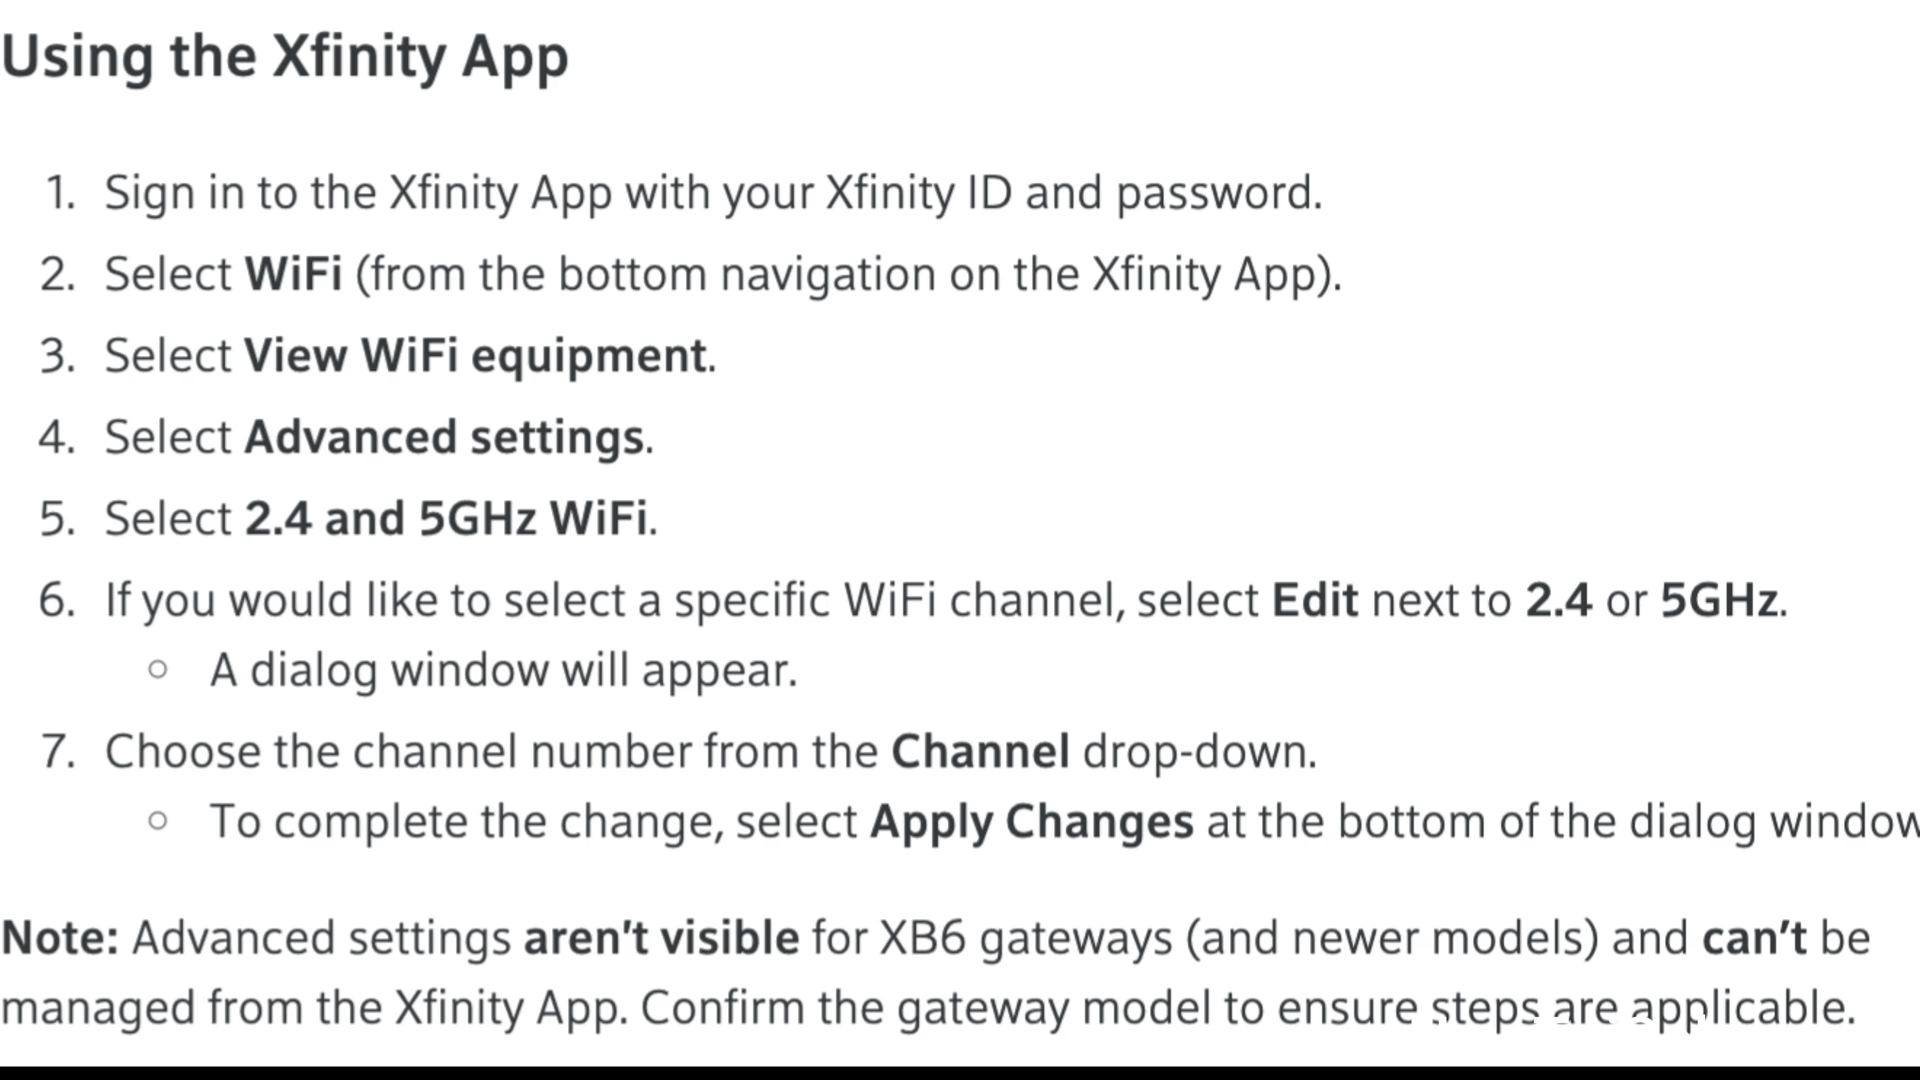 Using the Xfinity App
1. Sign in to the Xfinity App with your Xfinity ID and password.
2. Select WiFi (from the bottom navigation on the Xfinity App).
3. Select View WiFi equipment.
4. Select Advanced settings.
5. Select 2.4 and 5GHz WiFi.
6. If you would like to select a specific WiFi channel, select Edit next to 2.4 or 5GHz.
○ A dialog window will appear.
7. Choose the channel number from the Channel drop-down.
○ To complete the change, select Apply Changes at the bottom of the dialog window
Note: Advanced settings aren't visible for XB6 gateways (and newer models) and can't be
managed from the Xfinity App. Confirm the gateway model to ensure steps are applicable.